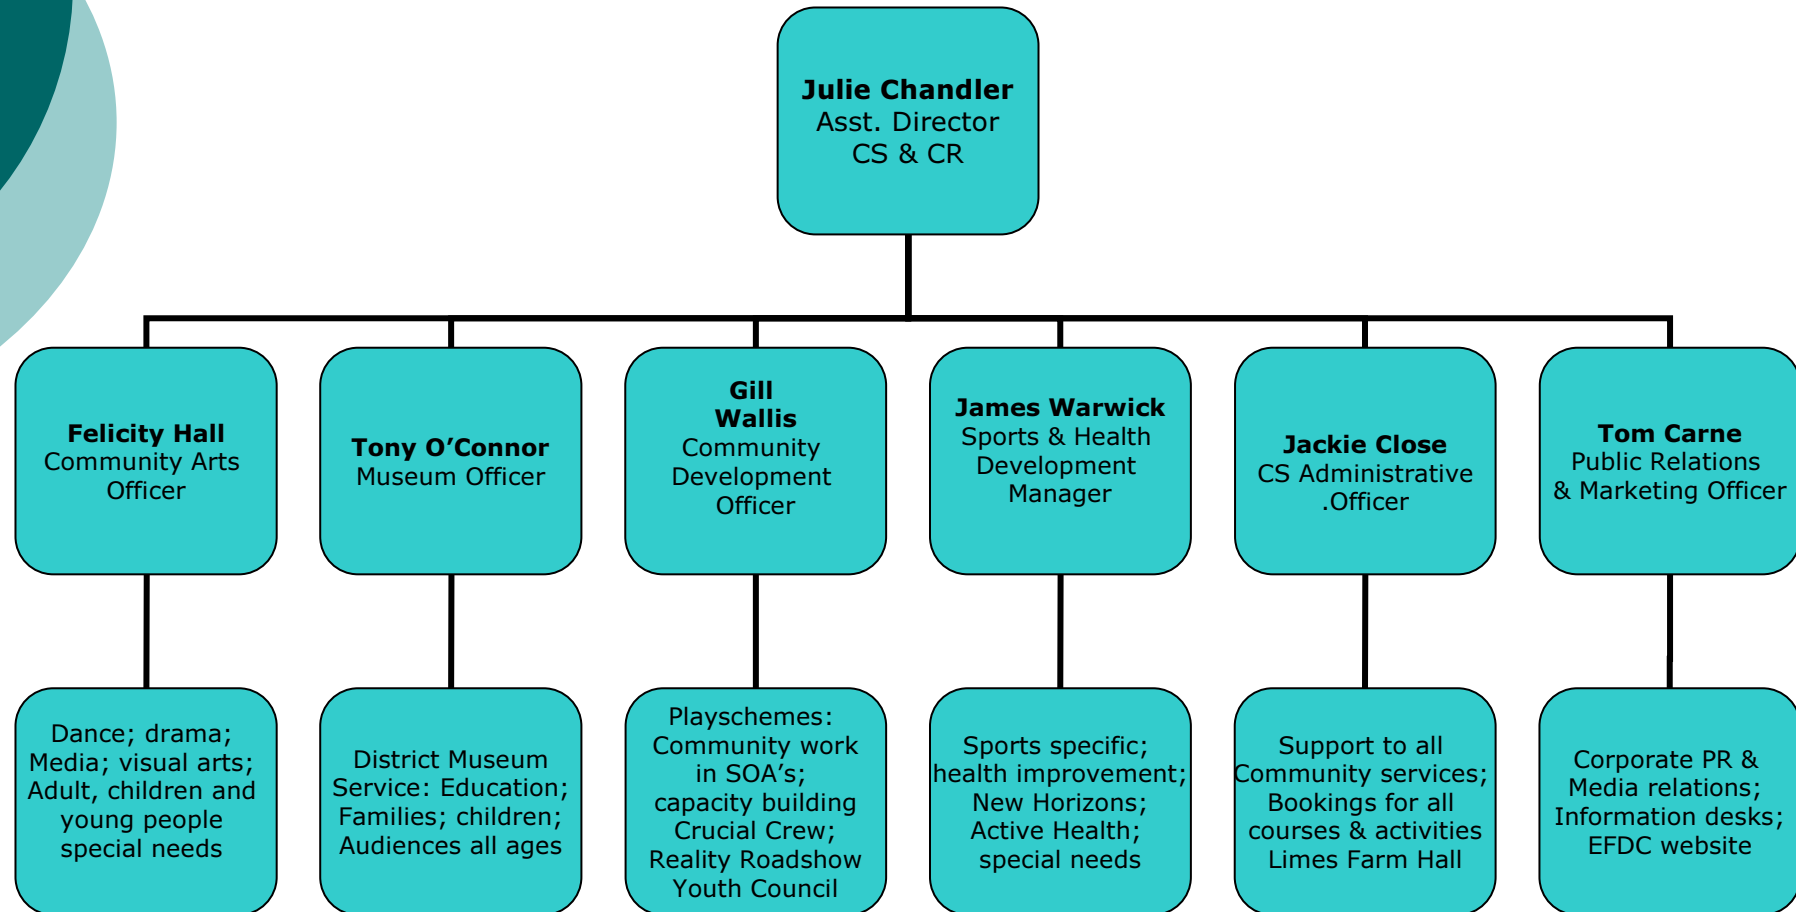 Julie Chandler
Asst. Director
CS & CR
Felicity Hall
Community Arts
Officer
Tony O’Connor
Museum Officer
Gill
Wallis
Community
Development
Officer
James Warwick
Sports & Health
Development
Manager
Jackie Close
CS Administrative
.Officer
Tom Carne
Public Relations
& Marketing Officer
Dance; drama;
Media; visual arts;
Adult, children and
young people
special needs
District Museum
Service: Education;
Families; children;
Audiences all ages
Playschemes:
Community work
in SOA’s;
capacity building
Crucial Crew;
Reality Roadshow
Youth Council
Sports specific;
health improvement;
New Horizons;
Active Health;
special needs
Support to all
Community services;
Bookings for all
courses & activities
Limes Farm Hall
Corporate PR &
Media relations;
Information desks;
EFDC website